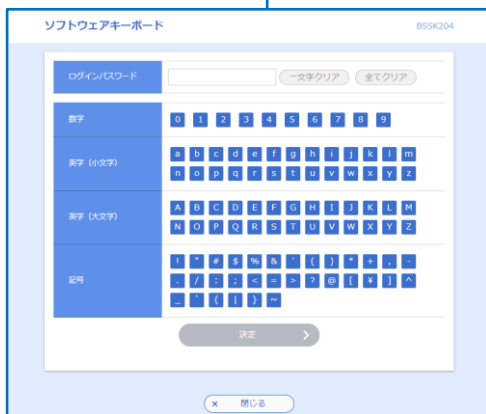 ソフトウェアキーボード
BSSK204
ログインパスワード
一文字クリア 全てクリア
数字
0 1 2 3 4 5 6 7 8 9
英字（小文字）
a b c d e f g h i j k l m
n o p q r s t u v w x y z
英字（大文字）
A B C D E F G H I J K L M
N O P Q R S T U V W X Y Z
記号
! " # $ % & ' ( ) * + , -
. / : ; < = > ? @ [ ¥ ] ^
_ ` { | } ~
決定
× 閉じる